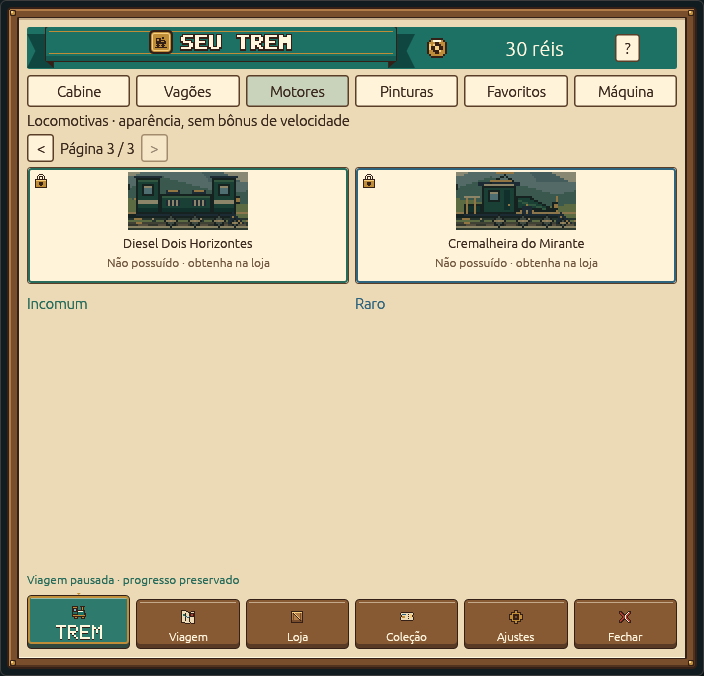 SEU TREM
30 réis
?
Cabine
Vagões
Motores
Pinturas
Favoritos
Máquina
Locomotivas · aparência, sem bônus de velocidade
< Página 3 / 3 >
Diesel Dois Horizontes
Não possuído · obtenha na loja
Cremalheira do Mirante
Não possuído · obtenha na loja
Incomum
Raro
Viagem pausada · progresso preservado
TREM
Viagem
Loja
Coleção
Ajustes
Fechar